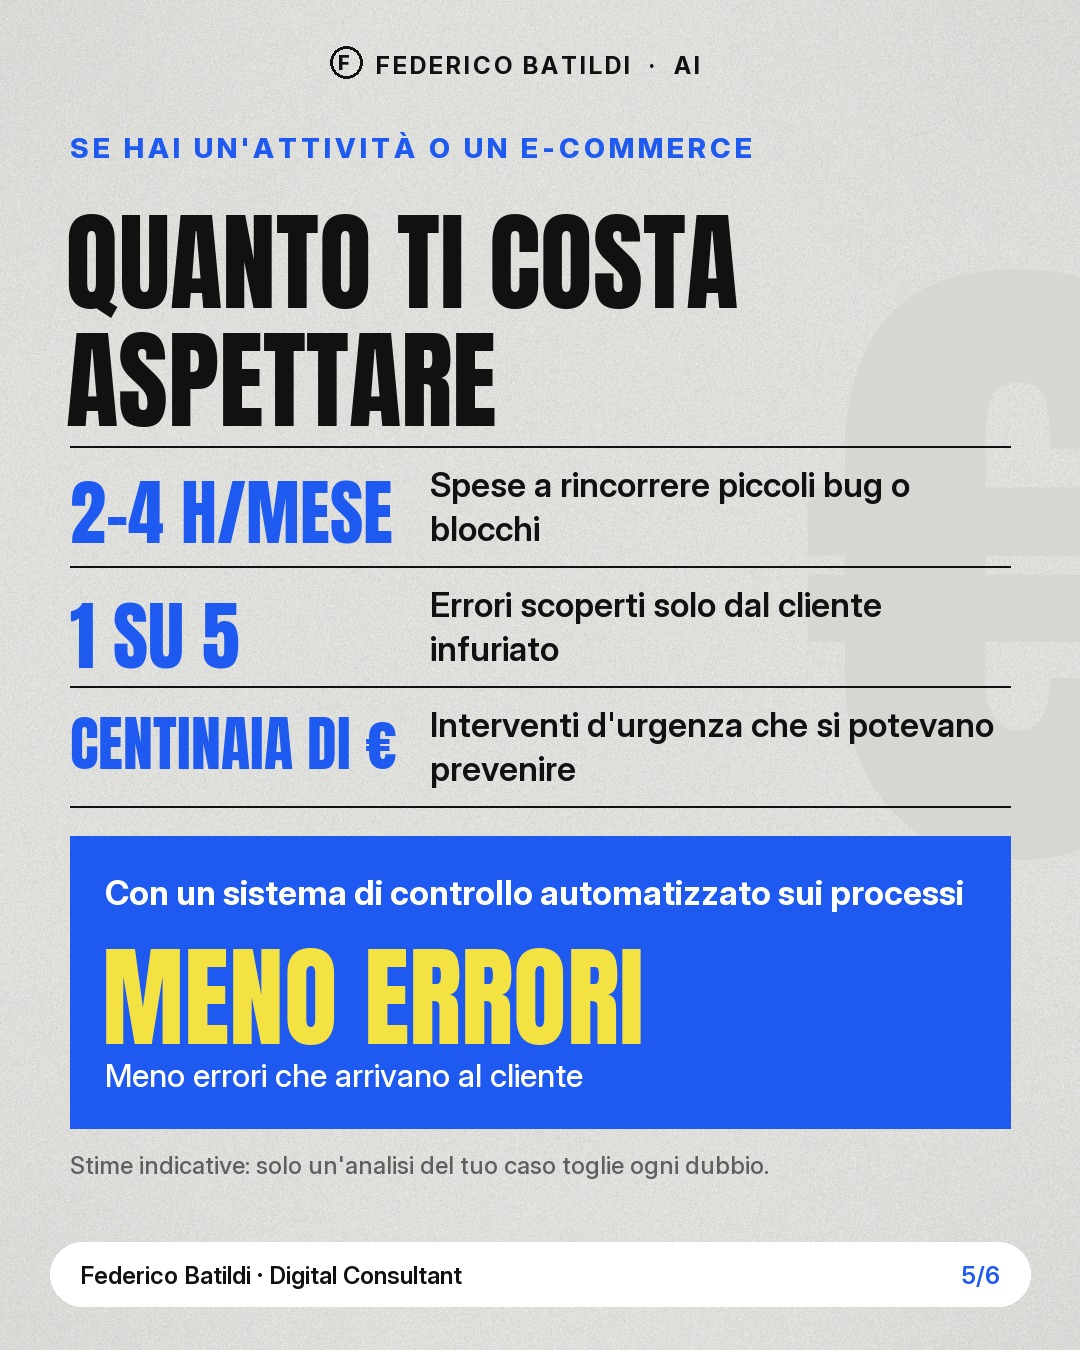 F FEDERICO BATILDI · AI
SE HAI UN'ATTIVITÀ O UN E-COMMERCE
QUANTO TI COSTA
ASPETTARE
2-4 H/MESE
Spese a rincorrere piccoli bug o
blocchi
1 SU 5
Errori scoperti solo dal cliente
infuriato
CENTINAIA DI €
Interventi d'urgenza che si potevano
prevenire
Con un sistema di controllo automatizzato sui processi
MENO ERRORI
Meno errori che arrivano al cliente
Stime indicative: solo un'analisi del tuo caso toglie ogni dubbio.
Federico Batildi · Digital Consultant
5/6